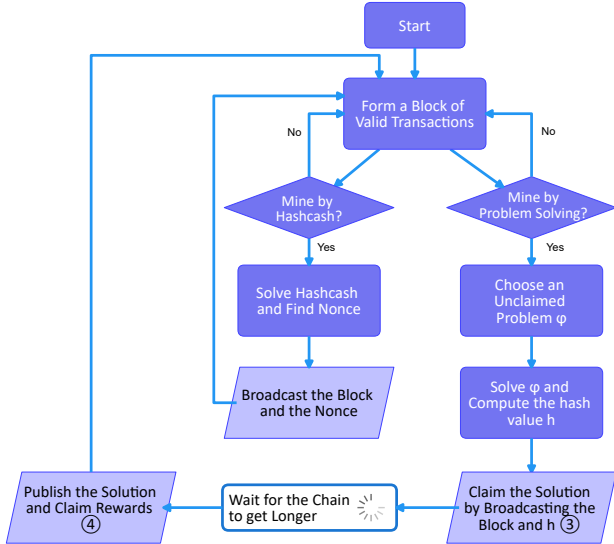 Start
Form a Block of
Valid Transactions
No
No
Mine by
Hashcash?
Mine by
Problem Solving?
Yes
Yes
Solve Hashcash
and Find Nonce
Choose an
Unclaimed
Problem φ
Broadcast the Block
and the Nonce
Solve φ and
Compute the hash
value h
Publish the Solution
and Claim Rewards
④
Wait for the Chain
to get Longer
Claim the Solution
by Broadcasting the
Block and h ③